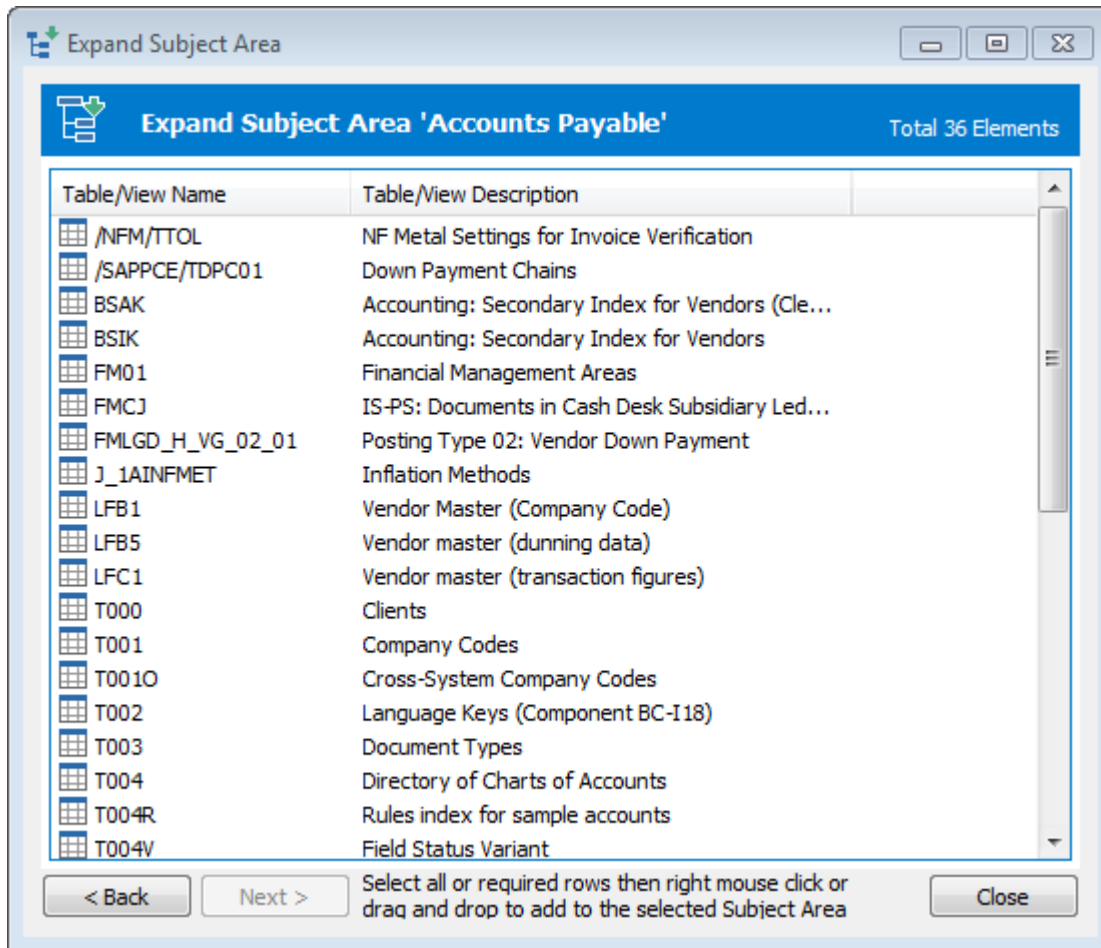 Expand Subject Area
Expand Subject Area 'Accounts Payable' Total 36 Elements
Table/View Name Table/View Description
/NFM/TTOL NF Metal Settings for Invoice Verification
/SAPPCE/TDPC01 Down Payment Chains
BSAK Accounting: Secondary Index for Vendors (Cle...
BSIK Accounting: Secondary Index for Vendors
FM01 Financial Management Areas
FMCJ IS-PS: Documents in Cash Desk Subsidiary Led...
FMLGD_H_VG_02_01 Posting Type 02: Vendor Down Payment
J_1AINFMET Inflation Methods
LFB1 Vendor Master (Company Code)
LFB5 Vendor master (dunning data)
LFC1 Vendor master (transaction figures)
T000 Clients
T001 Company Codes
T001O Cross-System Company Codes
T002 Language Keys (Component BC-I18)
T003 Document Types
T004 Directory of Charts of Accounts
T004R Rules index for sample accounts
T004V Field Status Variant
< Back Next > Select all or required rows then right mouse click or Close
drag and drop to add to the selected Subject Area